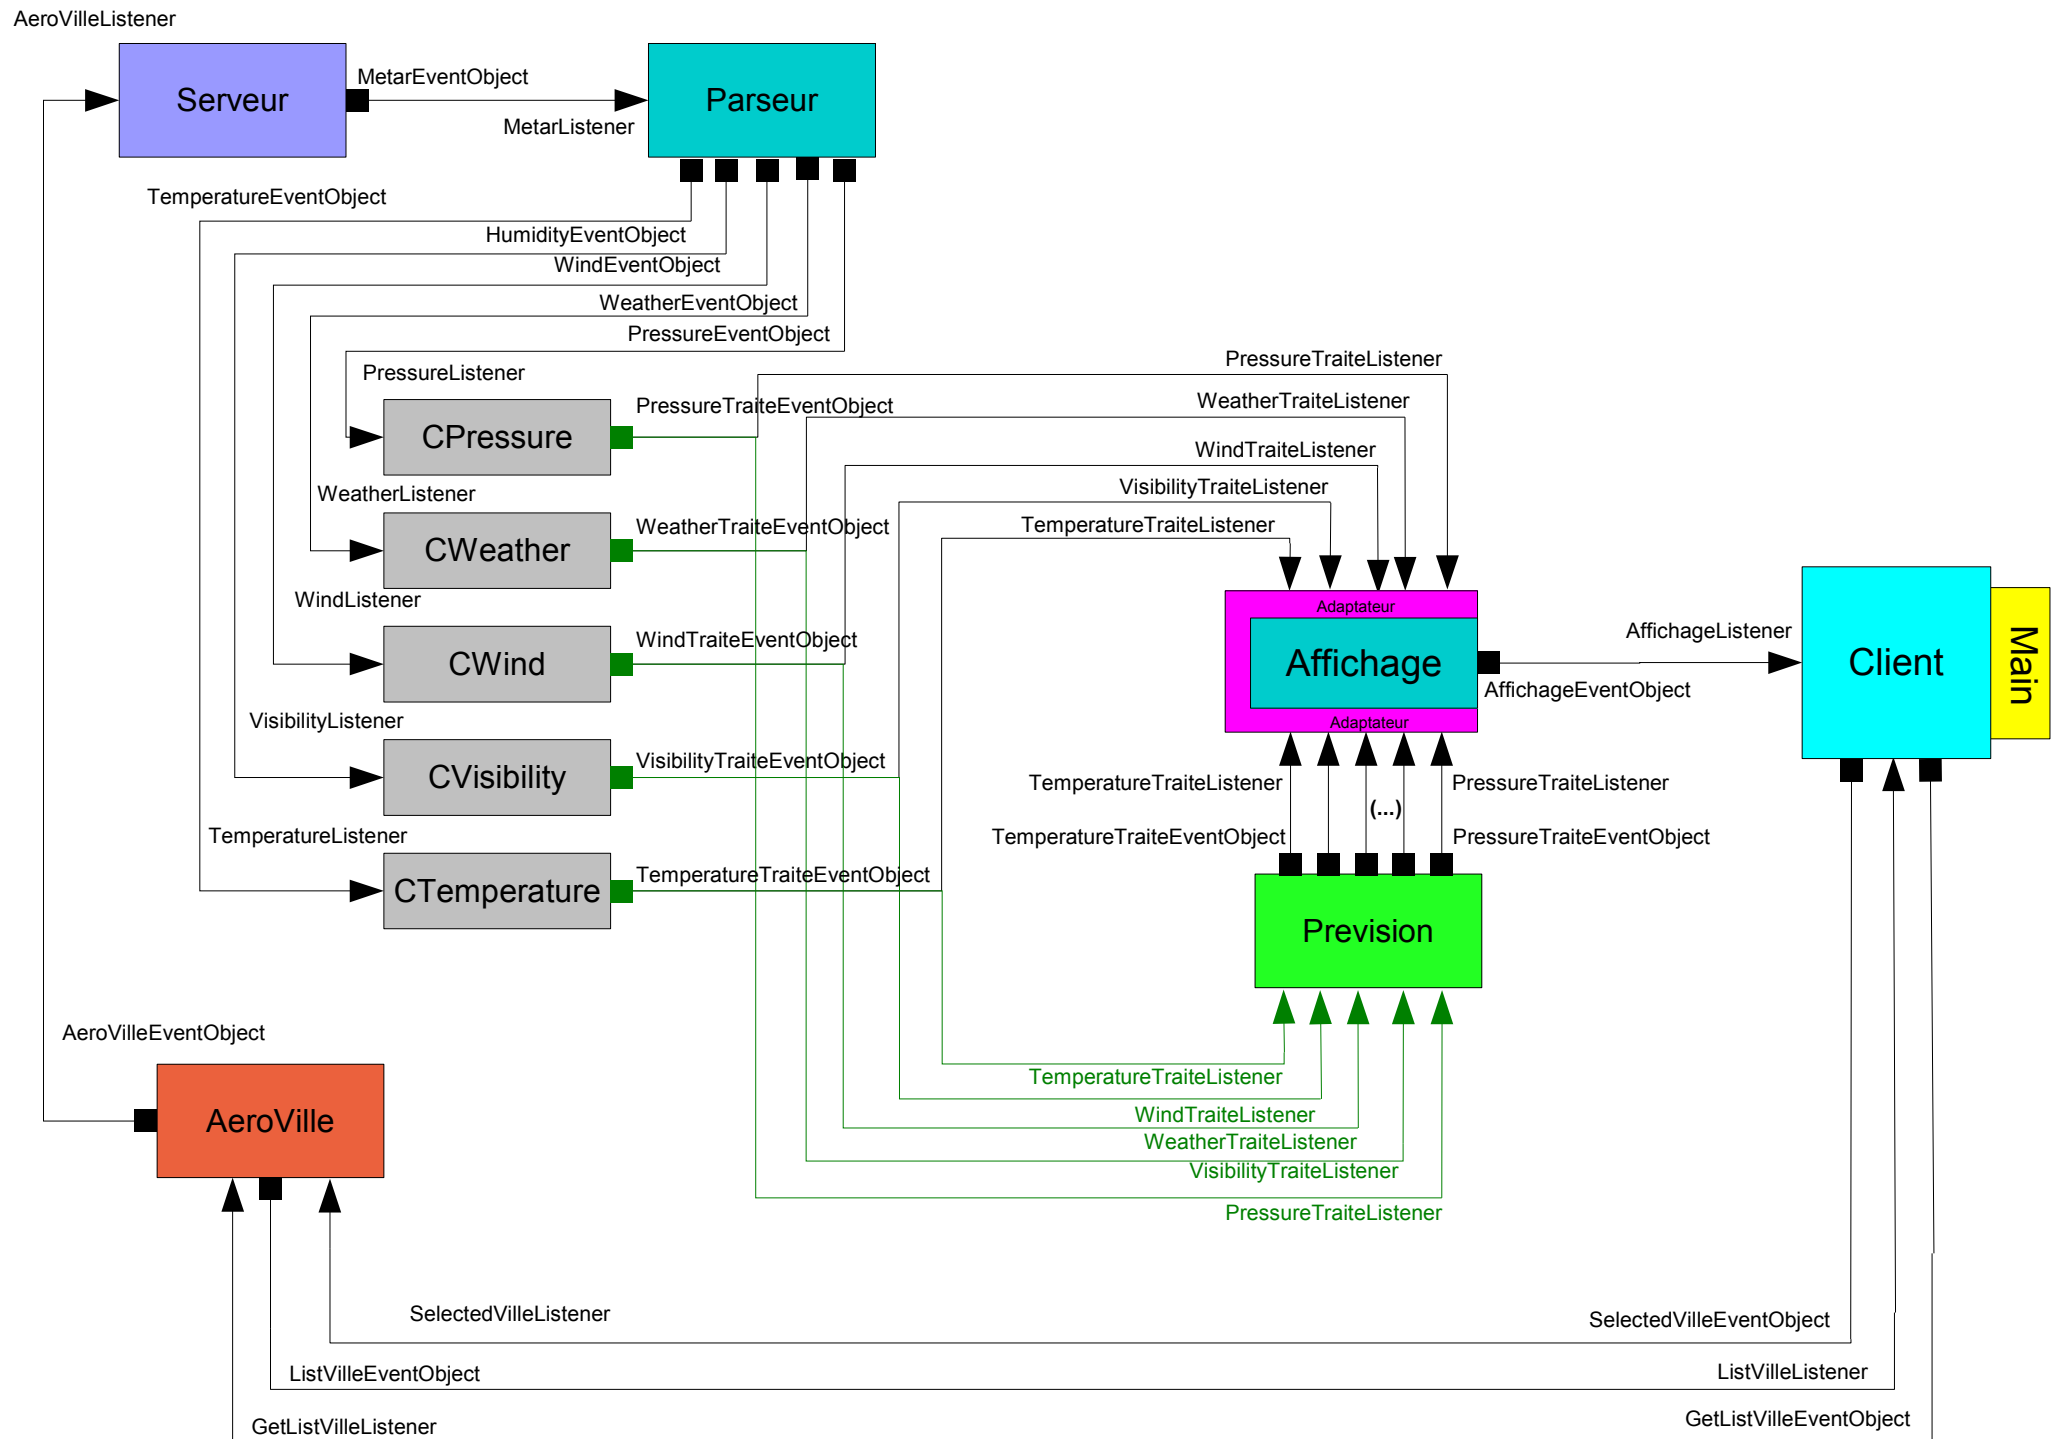 AeroVilleListener
Serveur
MetarEventObject
MetarListener
Parseur
TemperatureEventObject
HumidityEventObject
WindEventObject
WeatherEventObject
PressureEventObject
PressureListener
CPressure
PressureTraiteEventObject
PressureTraiteListener
WeatherTraiteListener
WindTraiteListener
VisibilityTraiteListener
TemperatureTraiteListener
WeatherListener
CWeather
WeatherTraiteEventObject
WindListener
CWind
WindTraiteEventObject
VisibilityListener
CVisibility
VisibilityTraiteEventObject
TemperatureListener
CTemperature
TemperatureTraiteEventObject
Adaptateur
Affichage
Adaptateur
AffichageListener
AffichageEventObject
Client
Main
TemperatureTraiteListener
PressureTraiteListener
(...)
TemperatureTraiteEventObject
PressureTraiteEventObject
Prevision
TemperatureTraiteListener
WindTraiteListener
WeatherTraiteListener
VisibilityTraiteListener
PressureTraiteListener
AeroVilleEventObject
AeroVille
SelectedVilleListener
SelectedVilleEventObject
ListVilleEventObject
ListVilleListener
GetListVilleListener
GetListVilleEventObject